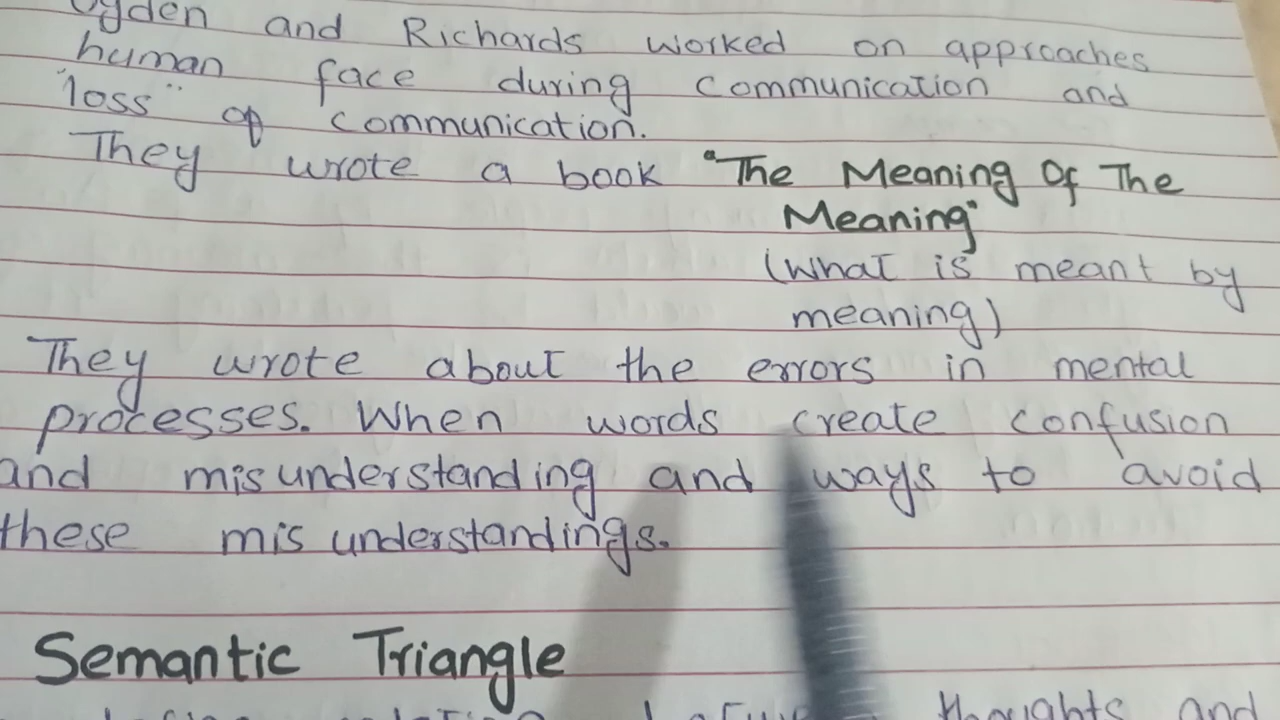 Ogden and Richards worked on approaches
human face during communication and
"loss" of communication.
They wrote a book "The Meaning Of The
Meaning"
(what is meant by
meaning)
They wrote about the errors in mental
processes. When words create confusion
and misunderstanding and ways to avoid
these misunderstandings.
Semantic Triangle
thoughts and